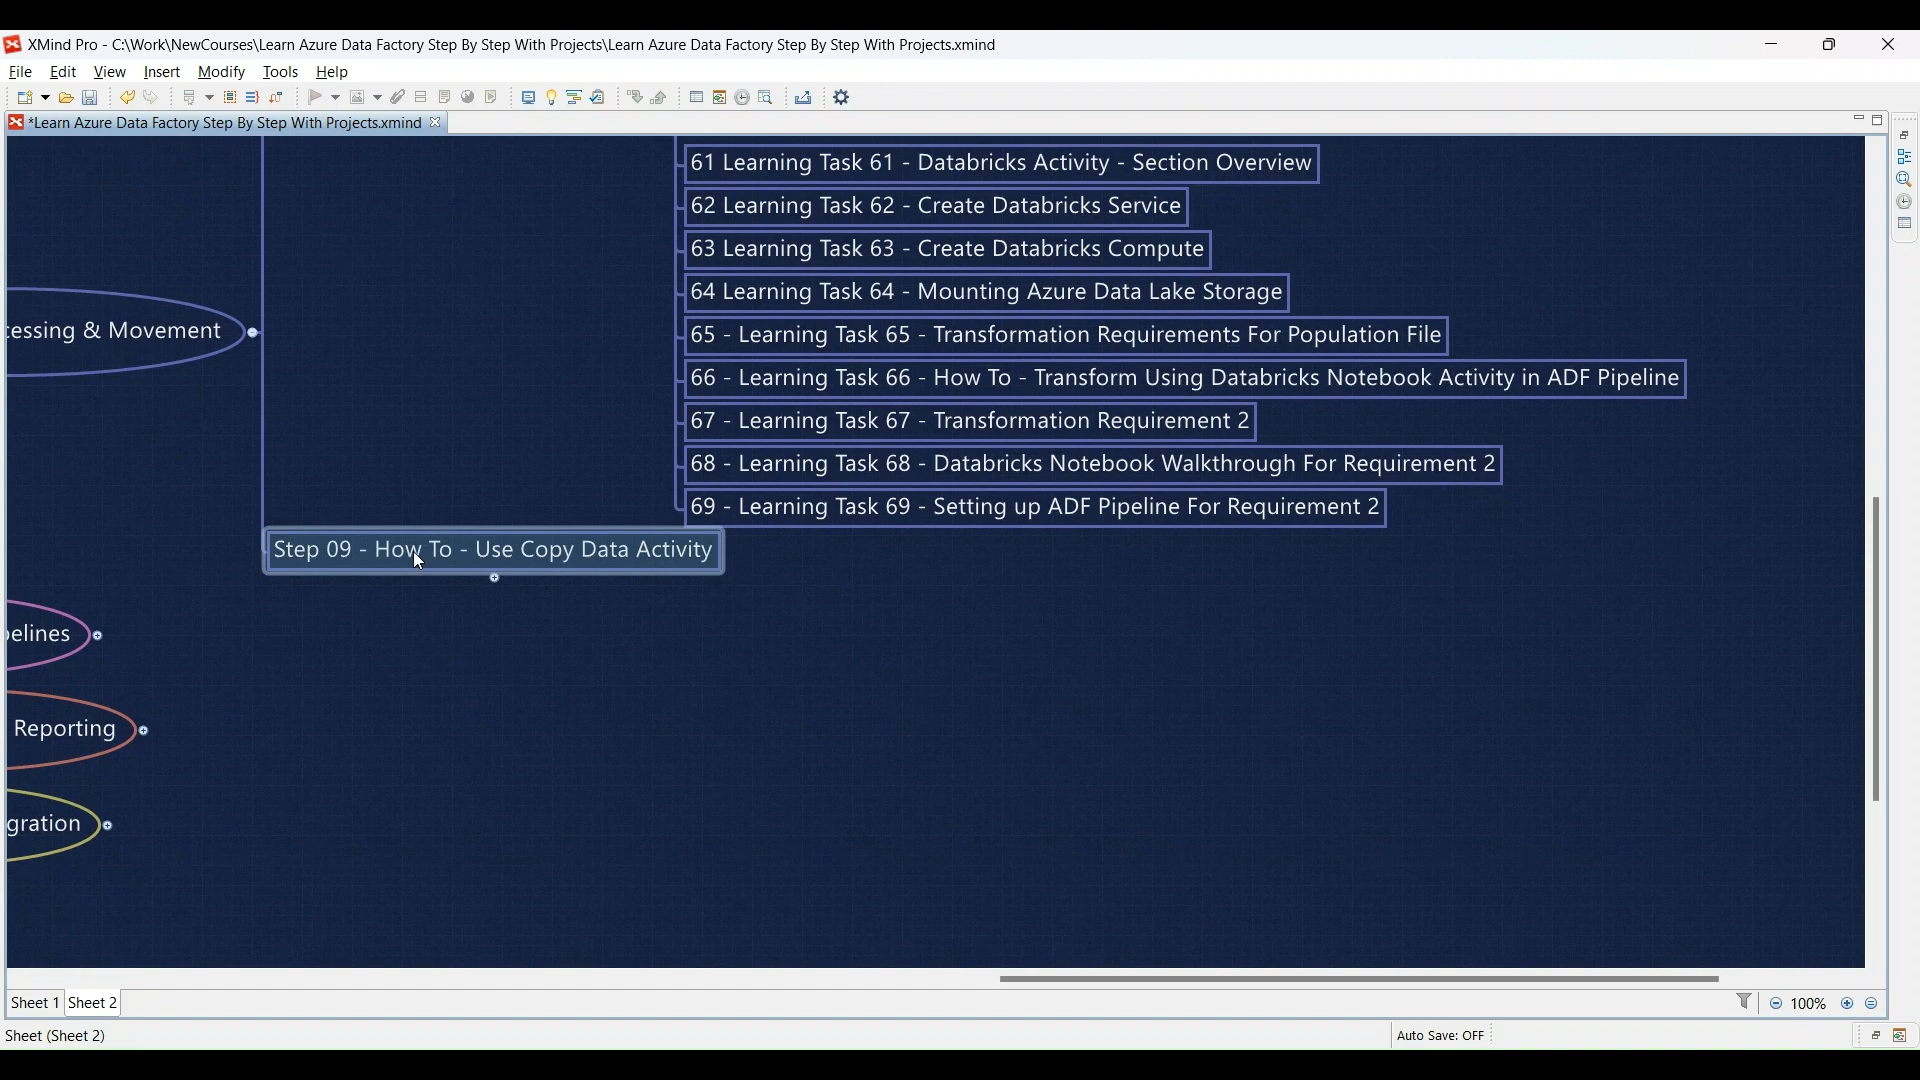 XMind Pro - C:\Work\NewCourses\Learn Azure Data Factory Step By Step With Projects\Learn Azure Data Factory Step By Step With Projects.xmind
File Edit View Insert Modify Tools Help
*Learn Azure Data Factory Step By Step With Projects.xmind
61 Learning Task 61 - Databricks Activity - Section Overview
62 Learning Task 62 - Create Databricks Service
63 Learning Task 63 - Create Databricks Compute
64 Learning Task 64 - Mounting Azure Data Lake Storage
cessing & Movement
65 - Learning Task 65 - Transformation Requirements For Population File
66 - Learning Task 66 - How To - Transform Using Databricks Notebook Activity in ADF Pipeline
67 - Learning Task 67 - Transformation Requirement 2
68 - Learning Task 68 - Databricks Notebook Walkthrough For Requirement 2
69 - Learning Task 69 - Setting up ADF Pipeline For Requirement 2
Step 09 - How To - Use Copy Data Activity
pelines
Reporting
gration
Sheet 1 Sheet 2
100%
Sheet (Sheet 2)
Auto Save: OFF